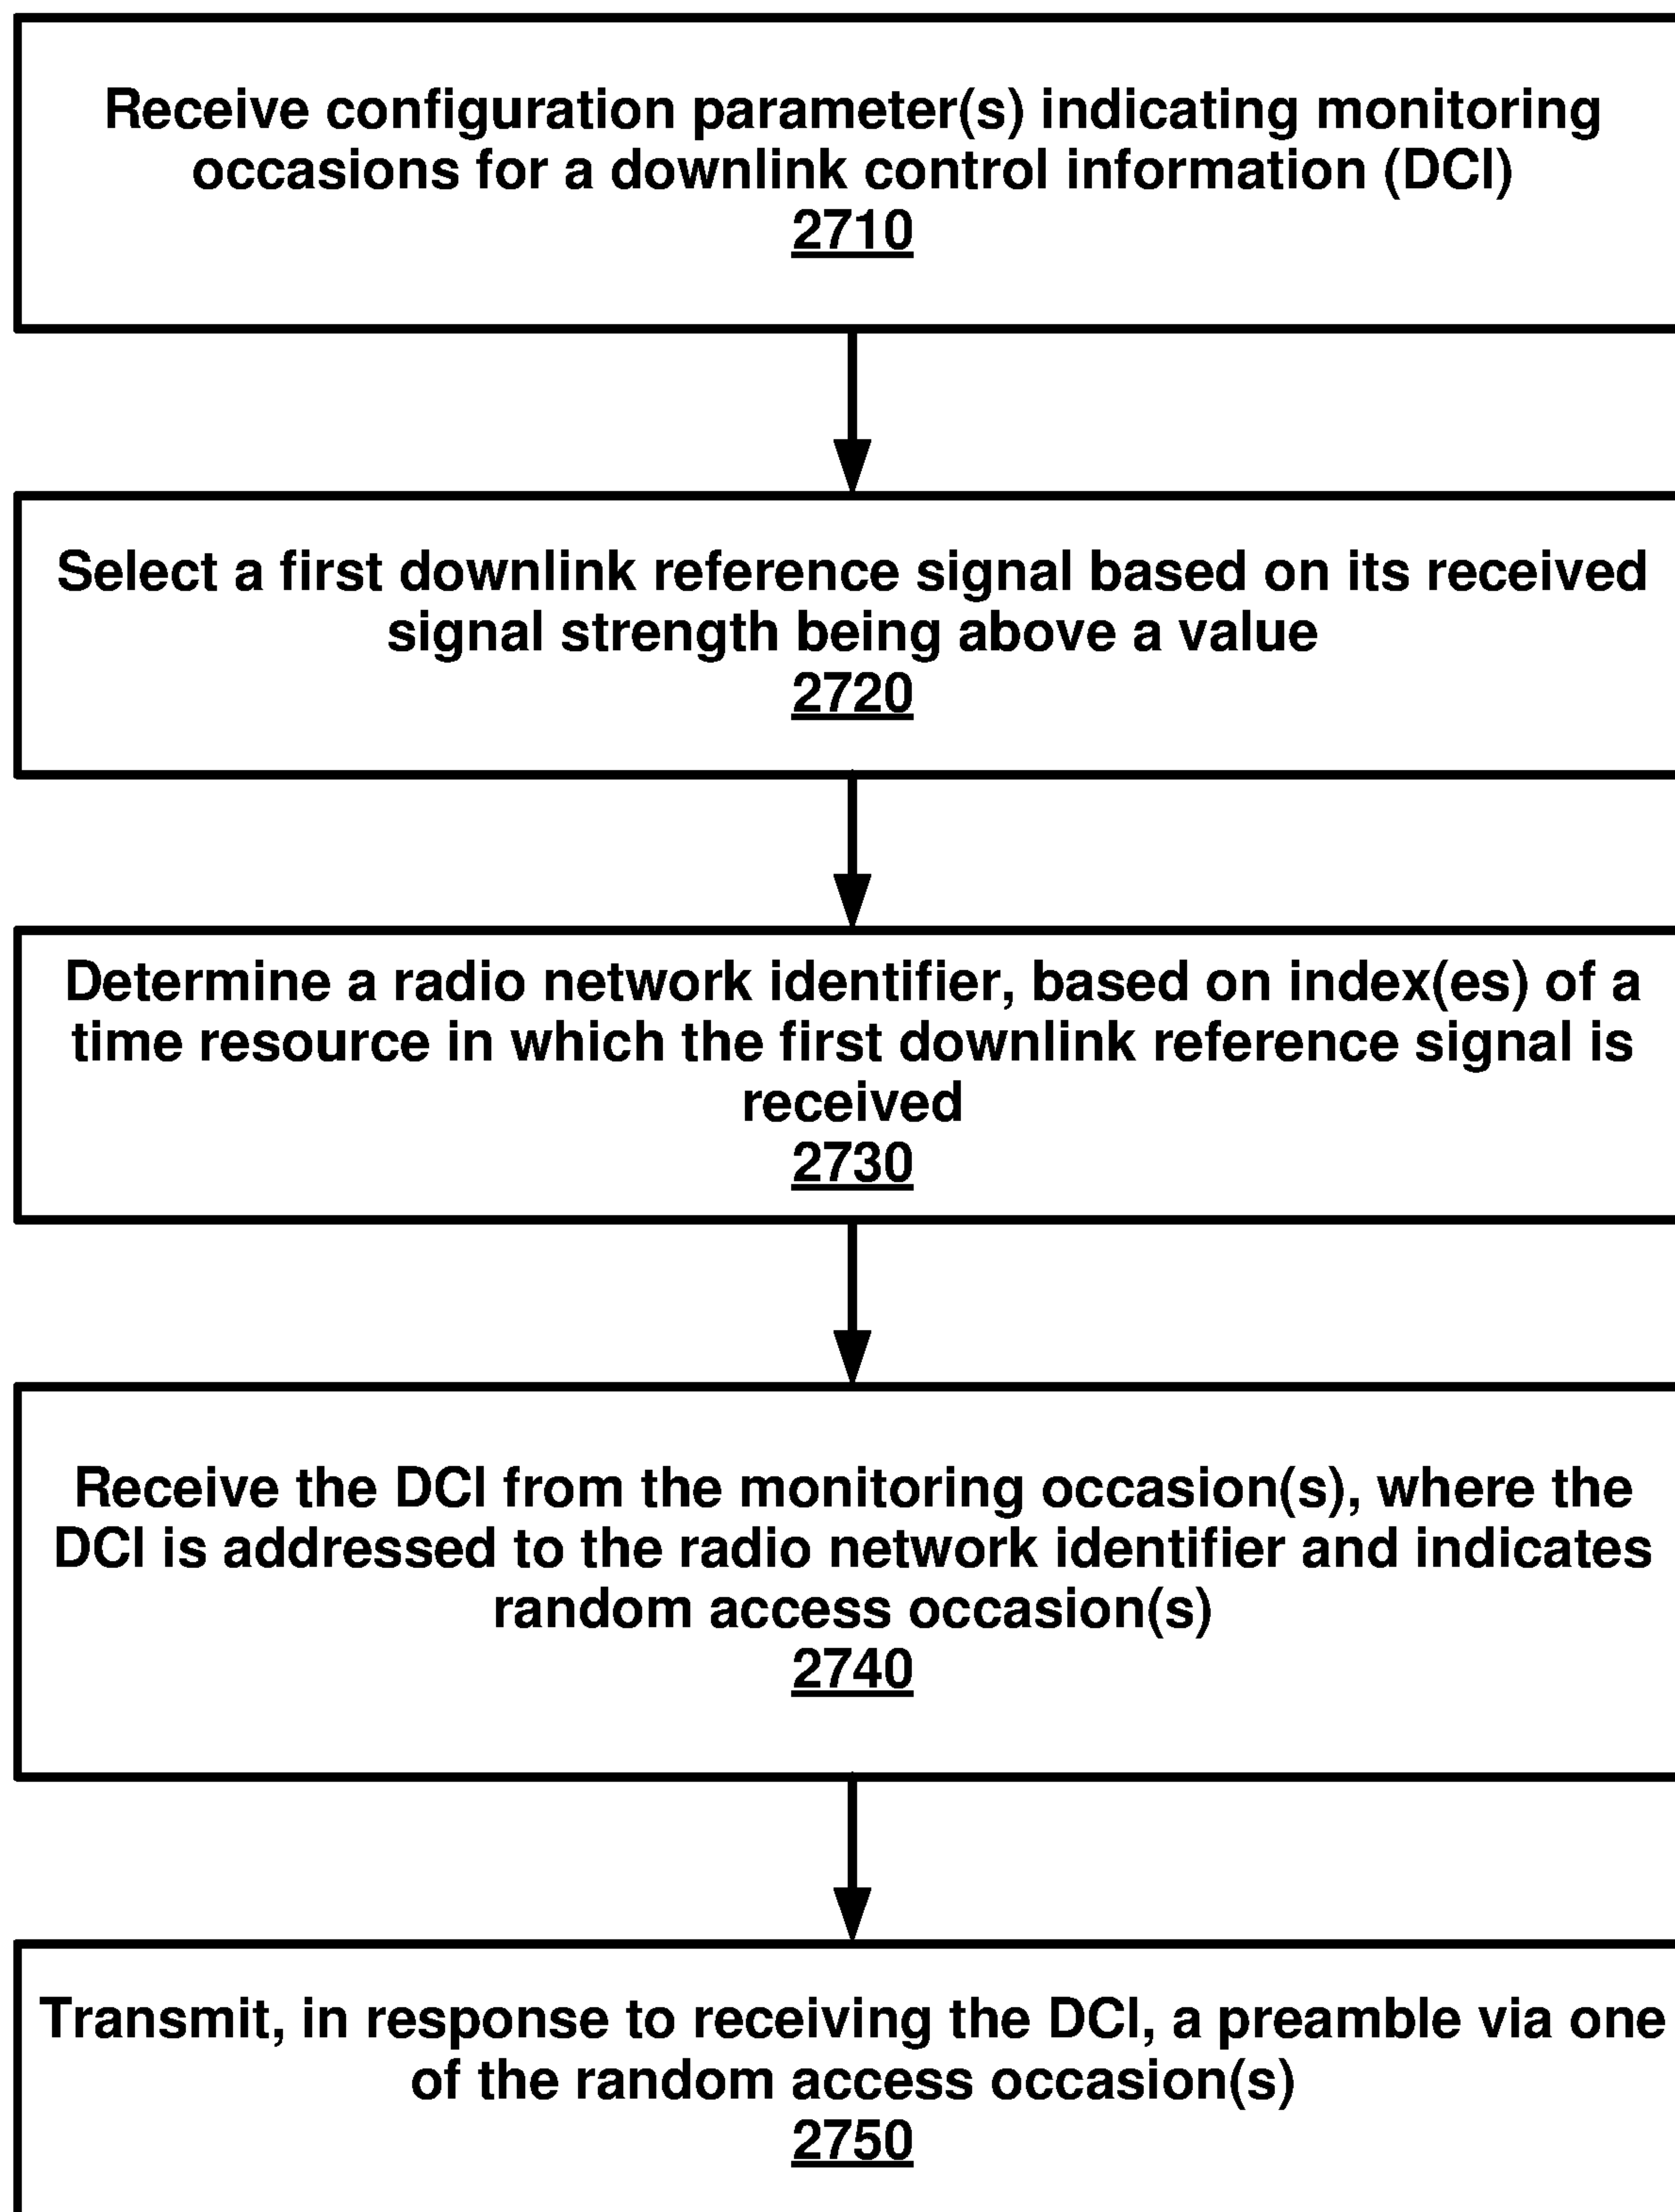 Receive configuration parameter(s) indicating monitoring
occasions for a downlink control information (DCI)
2710
Select a first downlink reference signal based on its received
signal strength being above a value
2720
Determine a radio network identifier, based on index(es) of a
time resource in which the first downlink reference signal is
received
2730
Receive the DCI from the monitoring occasion(s), where the
DCI is addressed to the radio network identifier and indicates
random access occasion(s)
2740
Transmit, in response to receiving the DCI, a preamble via one
of the random access occasion(s)
2750